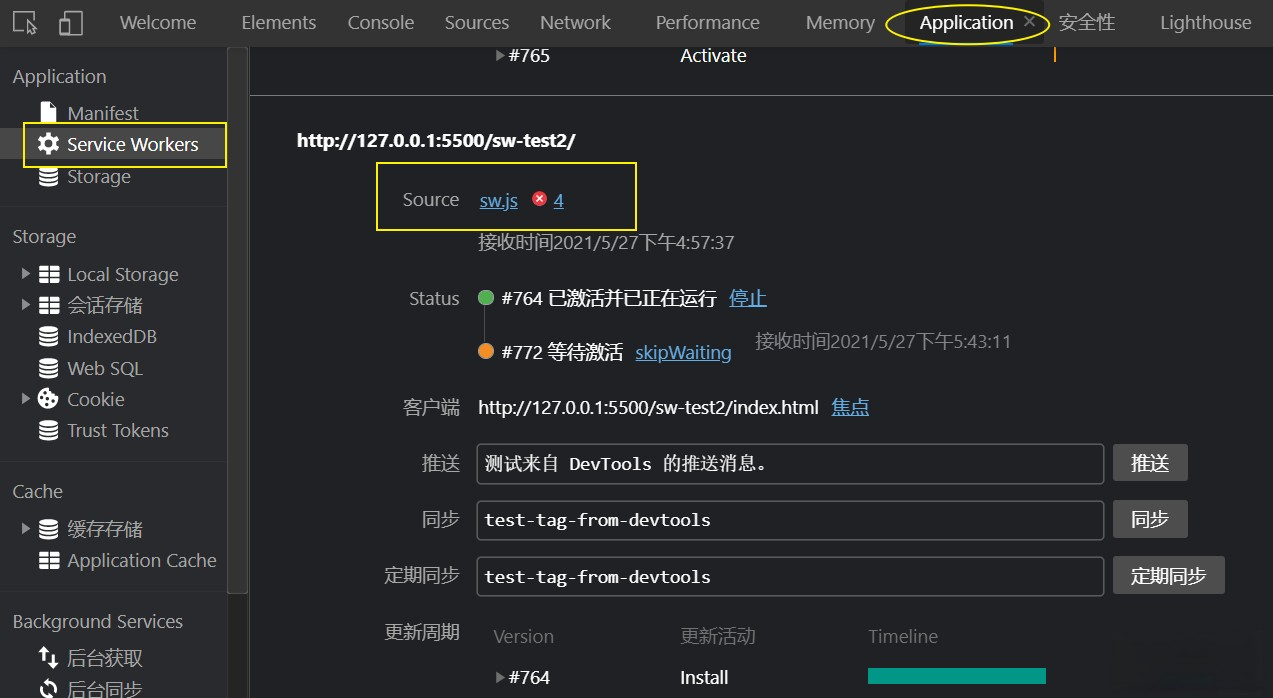 Welcome Elements Console Sources Network Performance Memory Application × 安全性 Lighthouse
Application
Manifest
Service Workers
Storage
Storage
Local Storage
会话存储
IndexedDB
Web SQL
Cookie
Trust Tokens
Cache
缓存存储
Application Cache
Background Services
后台获取
后台同步
#765 Activate
http://127.0.0.1:5500/sw-test2/
Source sw.js 4
接收时间2021/5/27下午4:57:37
Status #764 已激活并已正在运行 停止
#772 等待激活 skipWaiting 接收时间2021/5/27下午5:43:11
客户端 http://127.0.0.1:5500/sw-test2/index.html 焦点
推送 测试来自 DevTools 的推送消息。 推送
同步 test-tag-from-devtools 同步
定期同步 test-tag-from-devtools 定期同步
更新周期 Version 更新活动 Timeline
#764 Install